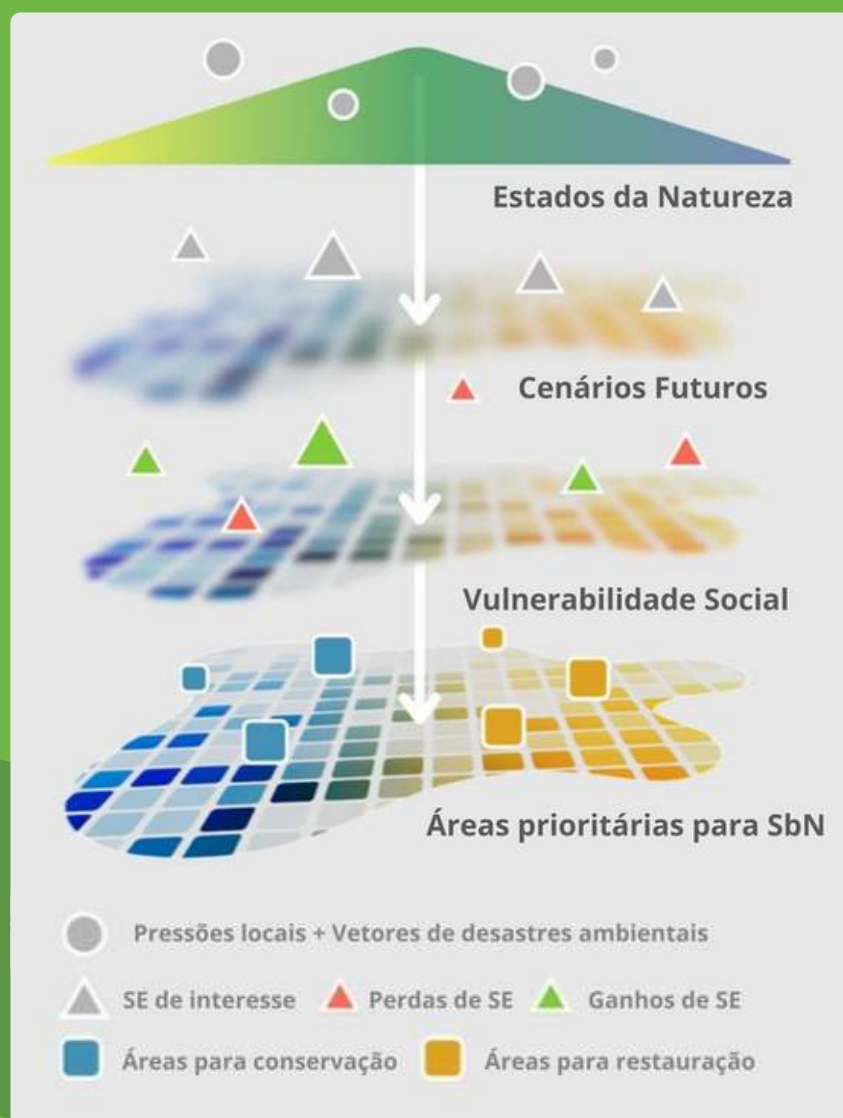 Estados da Natureza
Cenários Futuros
Vulnerabilidade Social
Áreas prioritárias para SbN
Pressões locais + Vetores de desastres ambientais
SE de interesse
Perdas de SE
Ganhos de SE
Áreas para conservação
Áreas para restauração